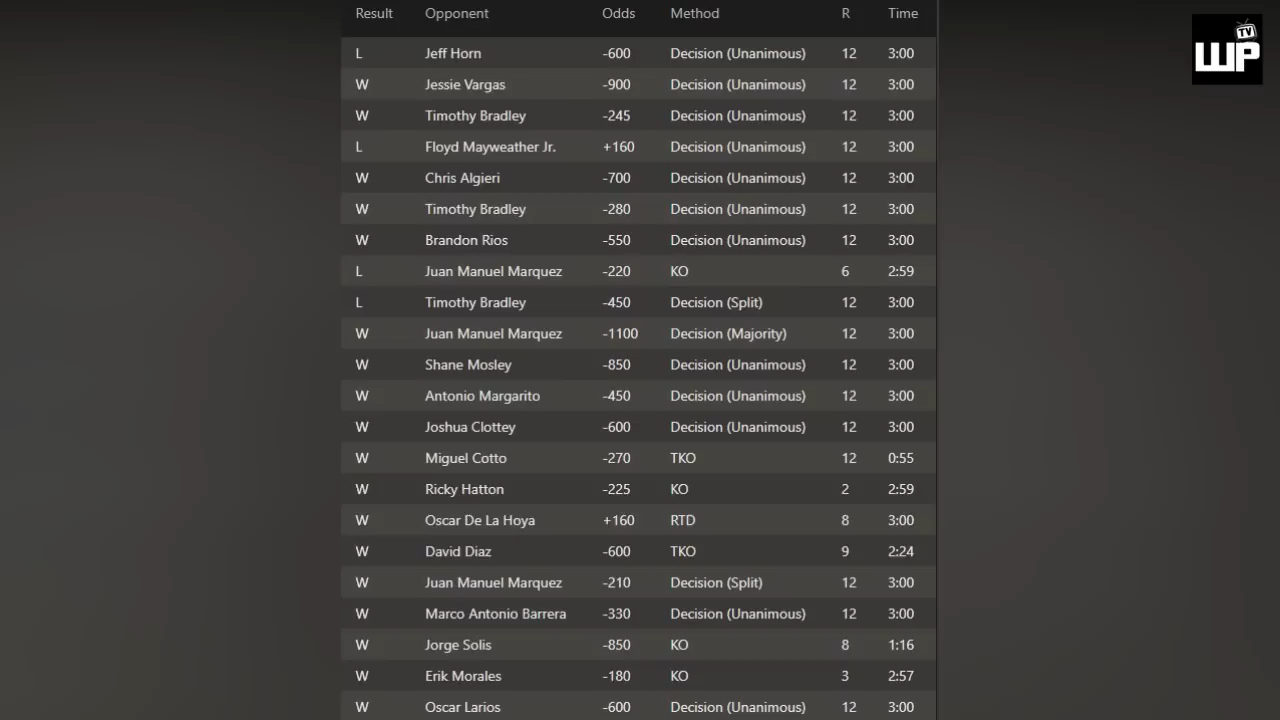 Result Opponent Odds Method R Time
L Jeff Horn -600 Decision (Unanimous) 12 3:00
W Jessie Vargas -900 Decision (Unanimous) 12 3:00
W Timothy Bradley -245 Decision (Unanimous) 12 3:00
L Floyd Mayweather Jr. +160 Decision (Unanimous) 12 3:00
W Chris Algieri -700 Decision (Unanimous) 12 3:00
W Timothy Bradley -280 Decision (Unanimous) 12 3:00
W Brandon Rios -550 Decision (Unanimous) 12 3:00
L Juan Manuel Marquez -220 KO 6 2:59
L Timothy Bradley -450 Decision (Split) 12 3:00
W Juan Manuel Marquez -1100 Decision (Majority) 12 3:00
W Shane Mosley -850 Decision (Unanimous) 12 3:00
W Antonio Margarito -450 Decision (Unanimous) 12 3:00
W Joshua Clottey -600 Decision (Unanimous) 12 3:00
W Miguel Cotto -270 TKO 12 0:55
W Ricky Hatton -225 KO 2 2:59
W Oscar De La Hoya +160 RTD 8 3:00
W David Diaz -600 TKO 9 2:24
W Juan Manuel Marquez -210 Decision (Split) 12 3:00
W Marco Antonio Barrera -330 Decision (Unanimous) 12 3:00
W Jorge Solis -850 KO 8 1:16
W Erik Morales -180 KO 3 2:57
W Oscar Larios -600 Decision (Unanimous) 12 3:00
TV
WP